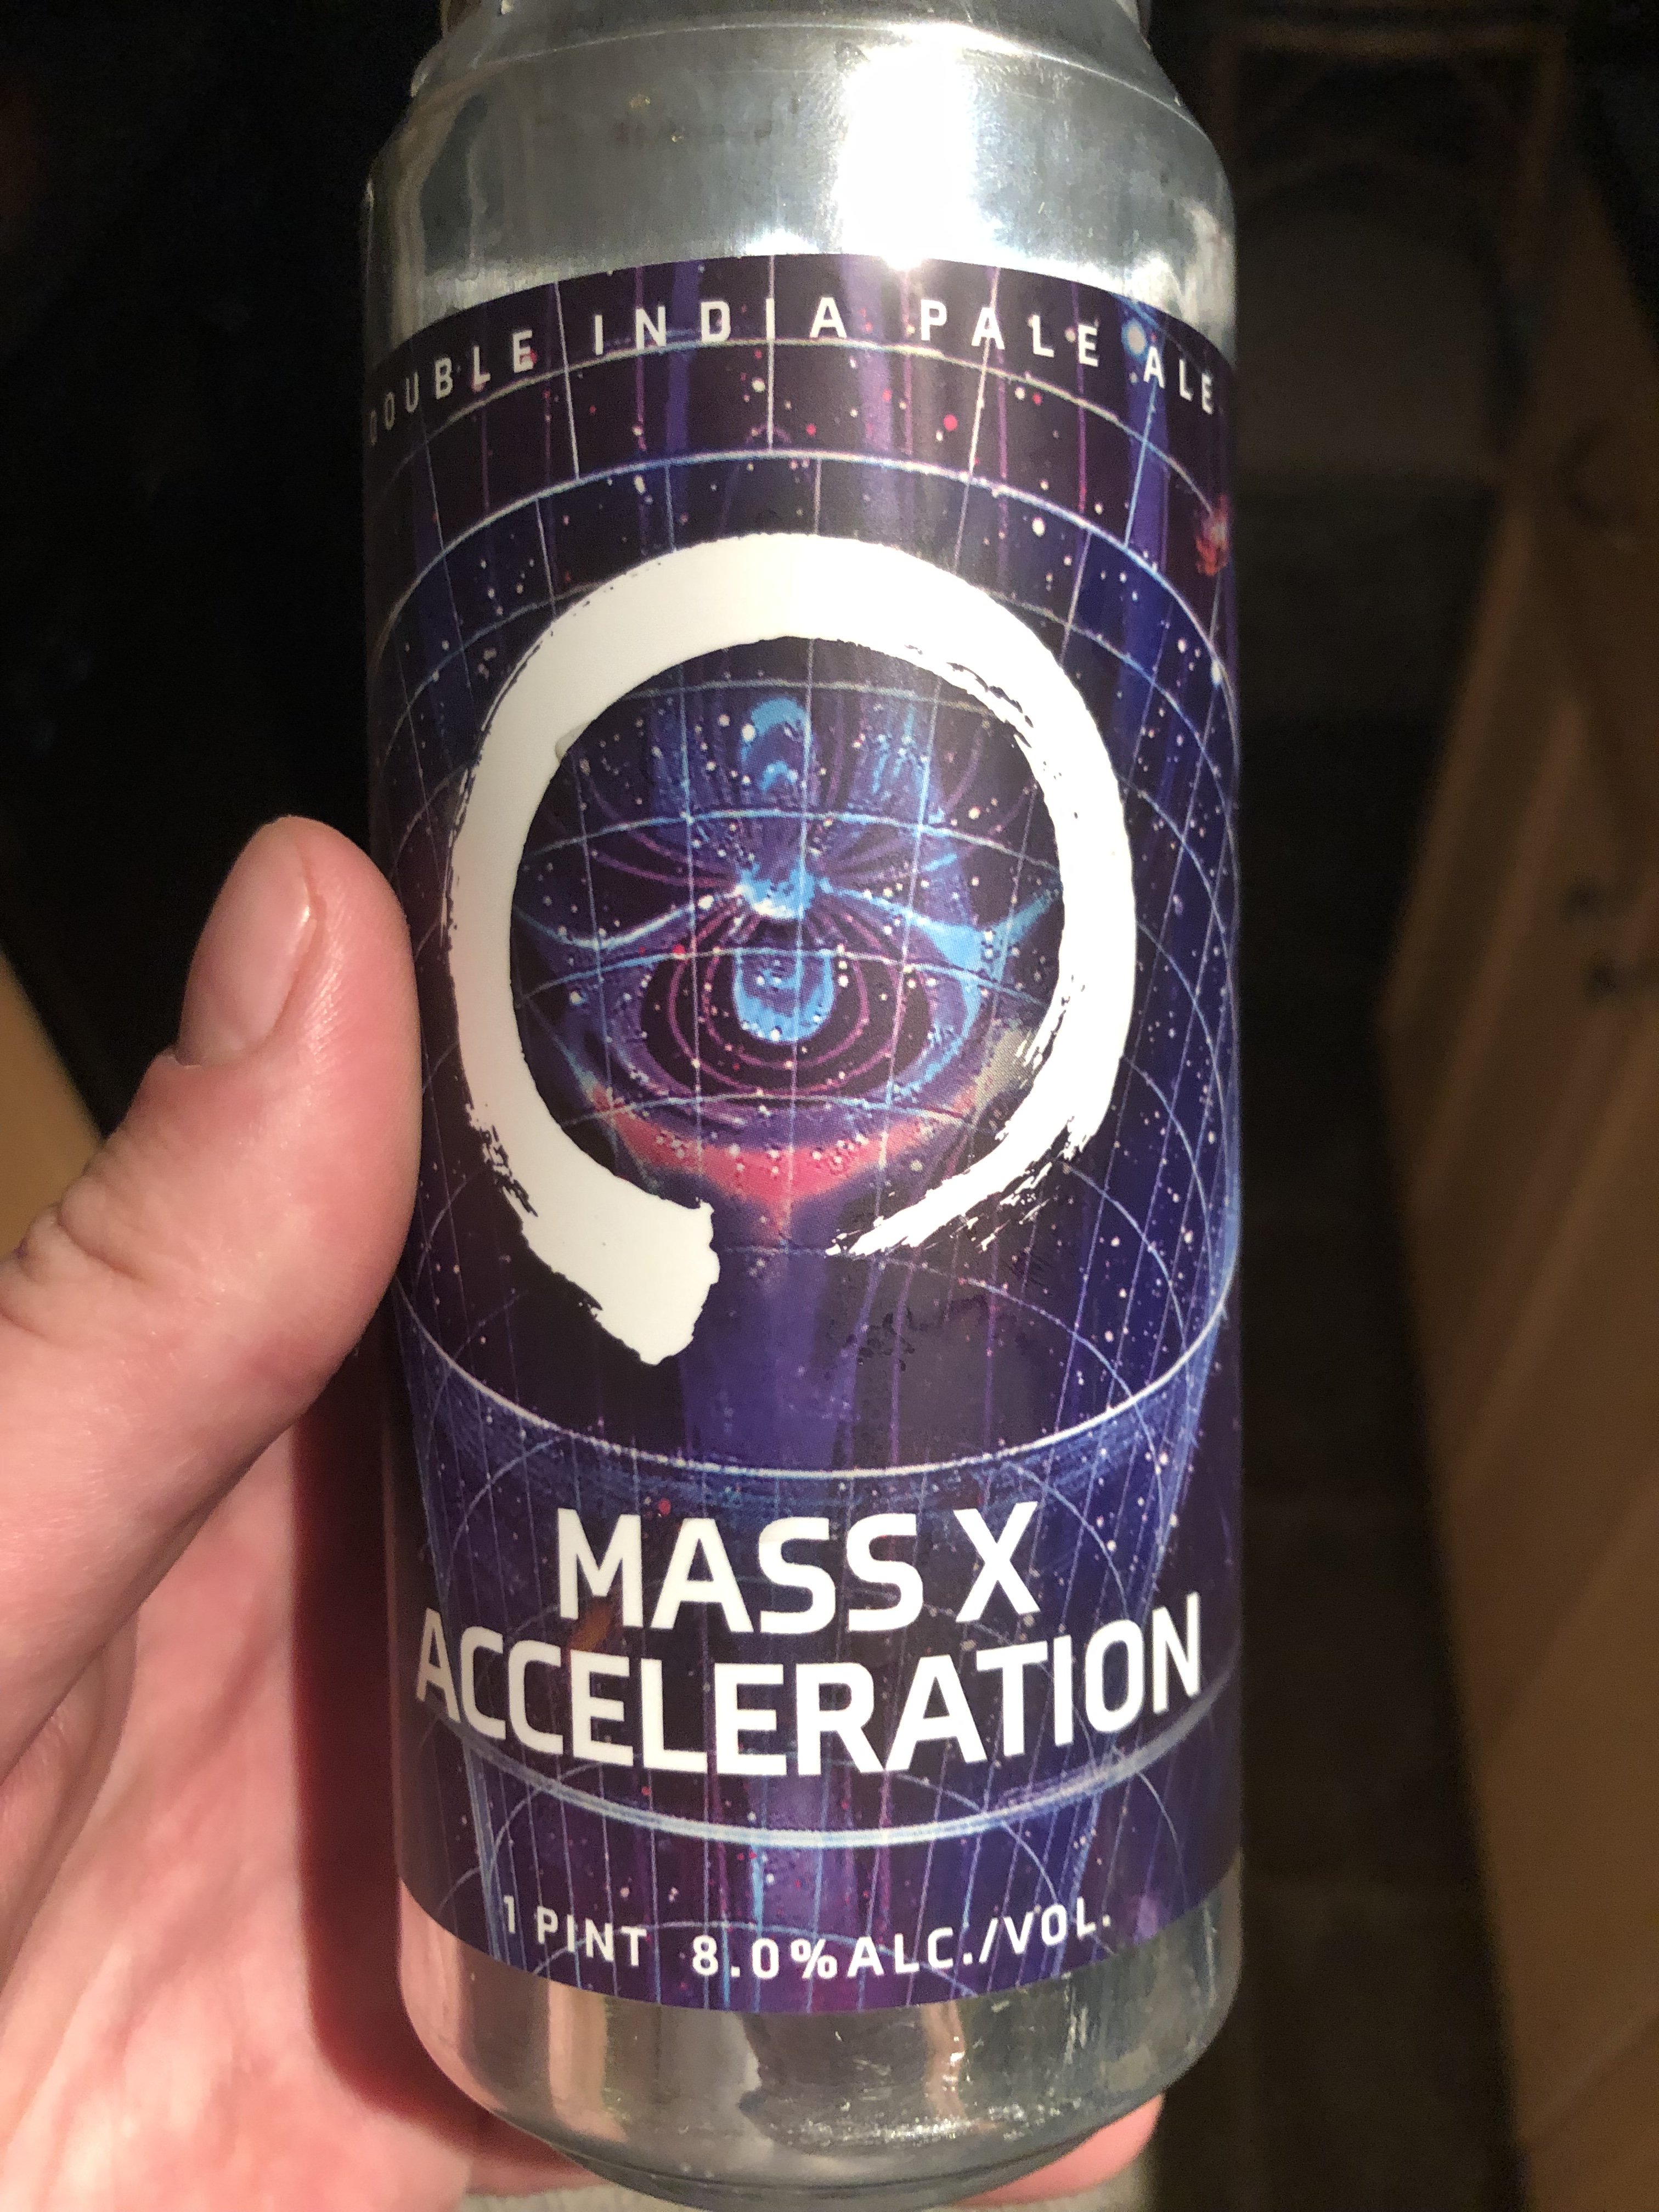 DOUBLE INDIA PALE ALE
MASS X
ACCELERATION
1 PINT 8.0% ALC./VOL.